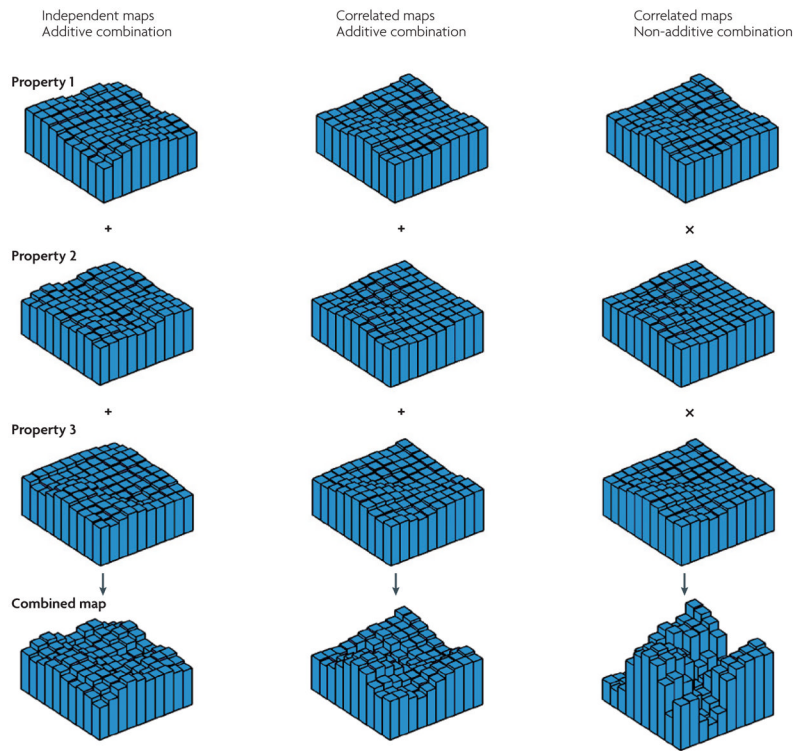 Independent maps
Additive combination
Correlated maps
Additive combination
Correlated maps
Non-additive combination
Property 1
+
+
×
Property 2
+
+
×
Property 3
Combined map